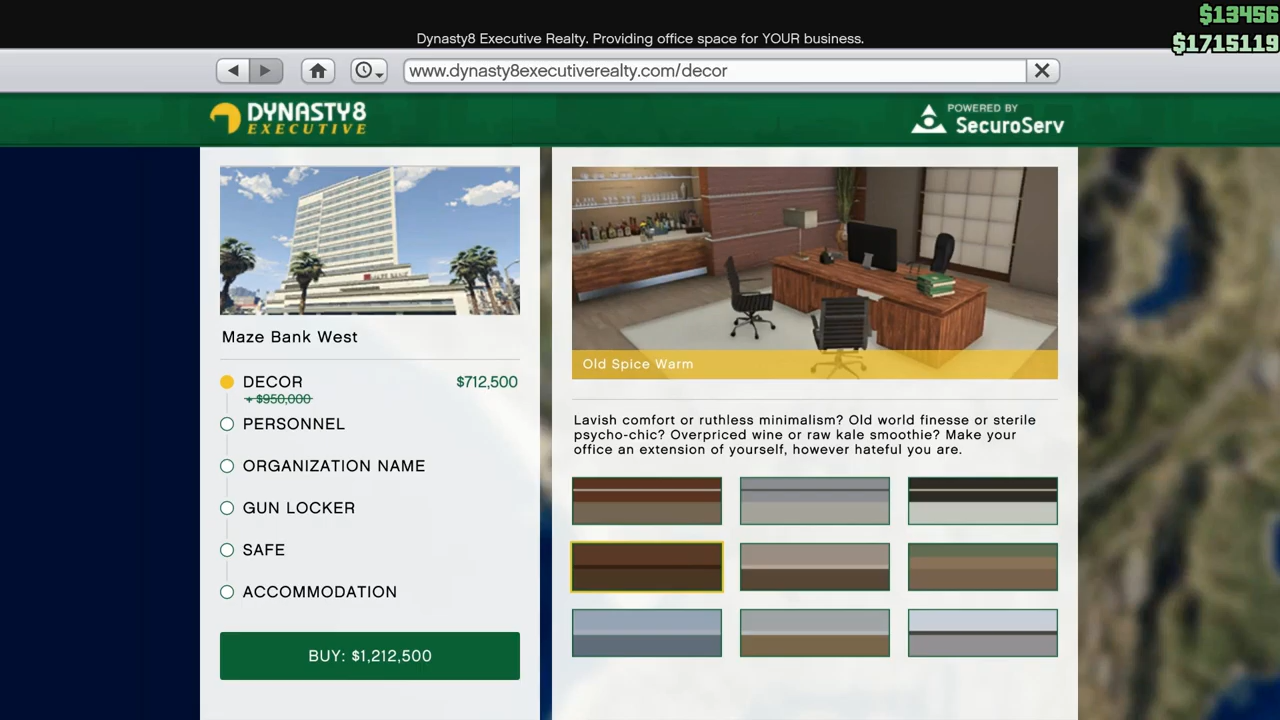 $13456
Dynasty8 Executive Realty. Providing office space for YOUR business.
$1715119
www.dynasty8executiverealty.com/decor
DYNASTY8
EXECUTIVE
POWERED BY
SecuroServ
MAZE BANK
Maze Bank West
DECOR $712,500
+ $950,000
PERSONNEL
ORGANIZATION NAME
GUN LOCKER
SAFE
ACCOMMODATION
BUY: $1,212,500
Old Spice Warm
Lavish comfort or ruthless minimalism? Old world finesse or sterile
psycho-chic? Overpriced wine or raw kale smoothie? Make your
office an extension of yourself, however hateful you are.